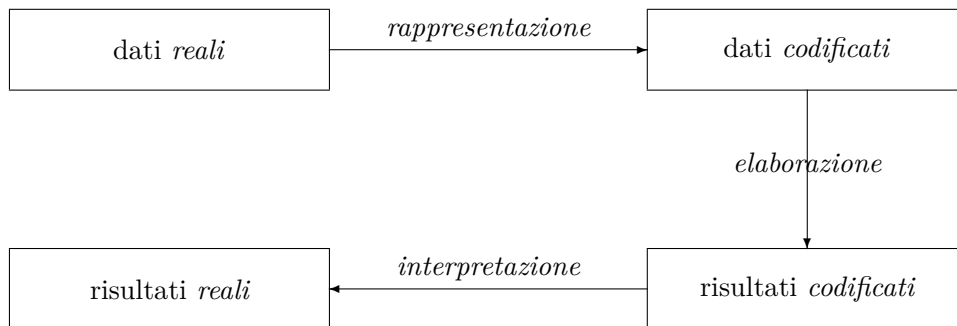 dati reali
rappresentazione
dati codificati
elaborazione
risultati reali
interpretazione
risultati codificati